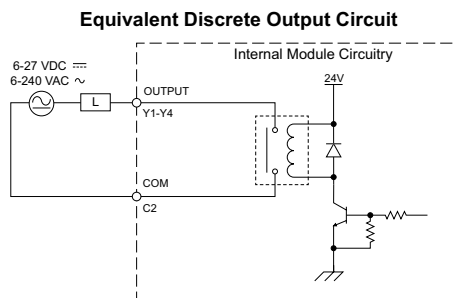 Equivalent Discrete Output Circuit
Internal Module Circuitry
6-27 VDC ⎓
6-240 VAC ∿
24V
L
OUTPUT
Y1-Y4
COM
C2